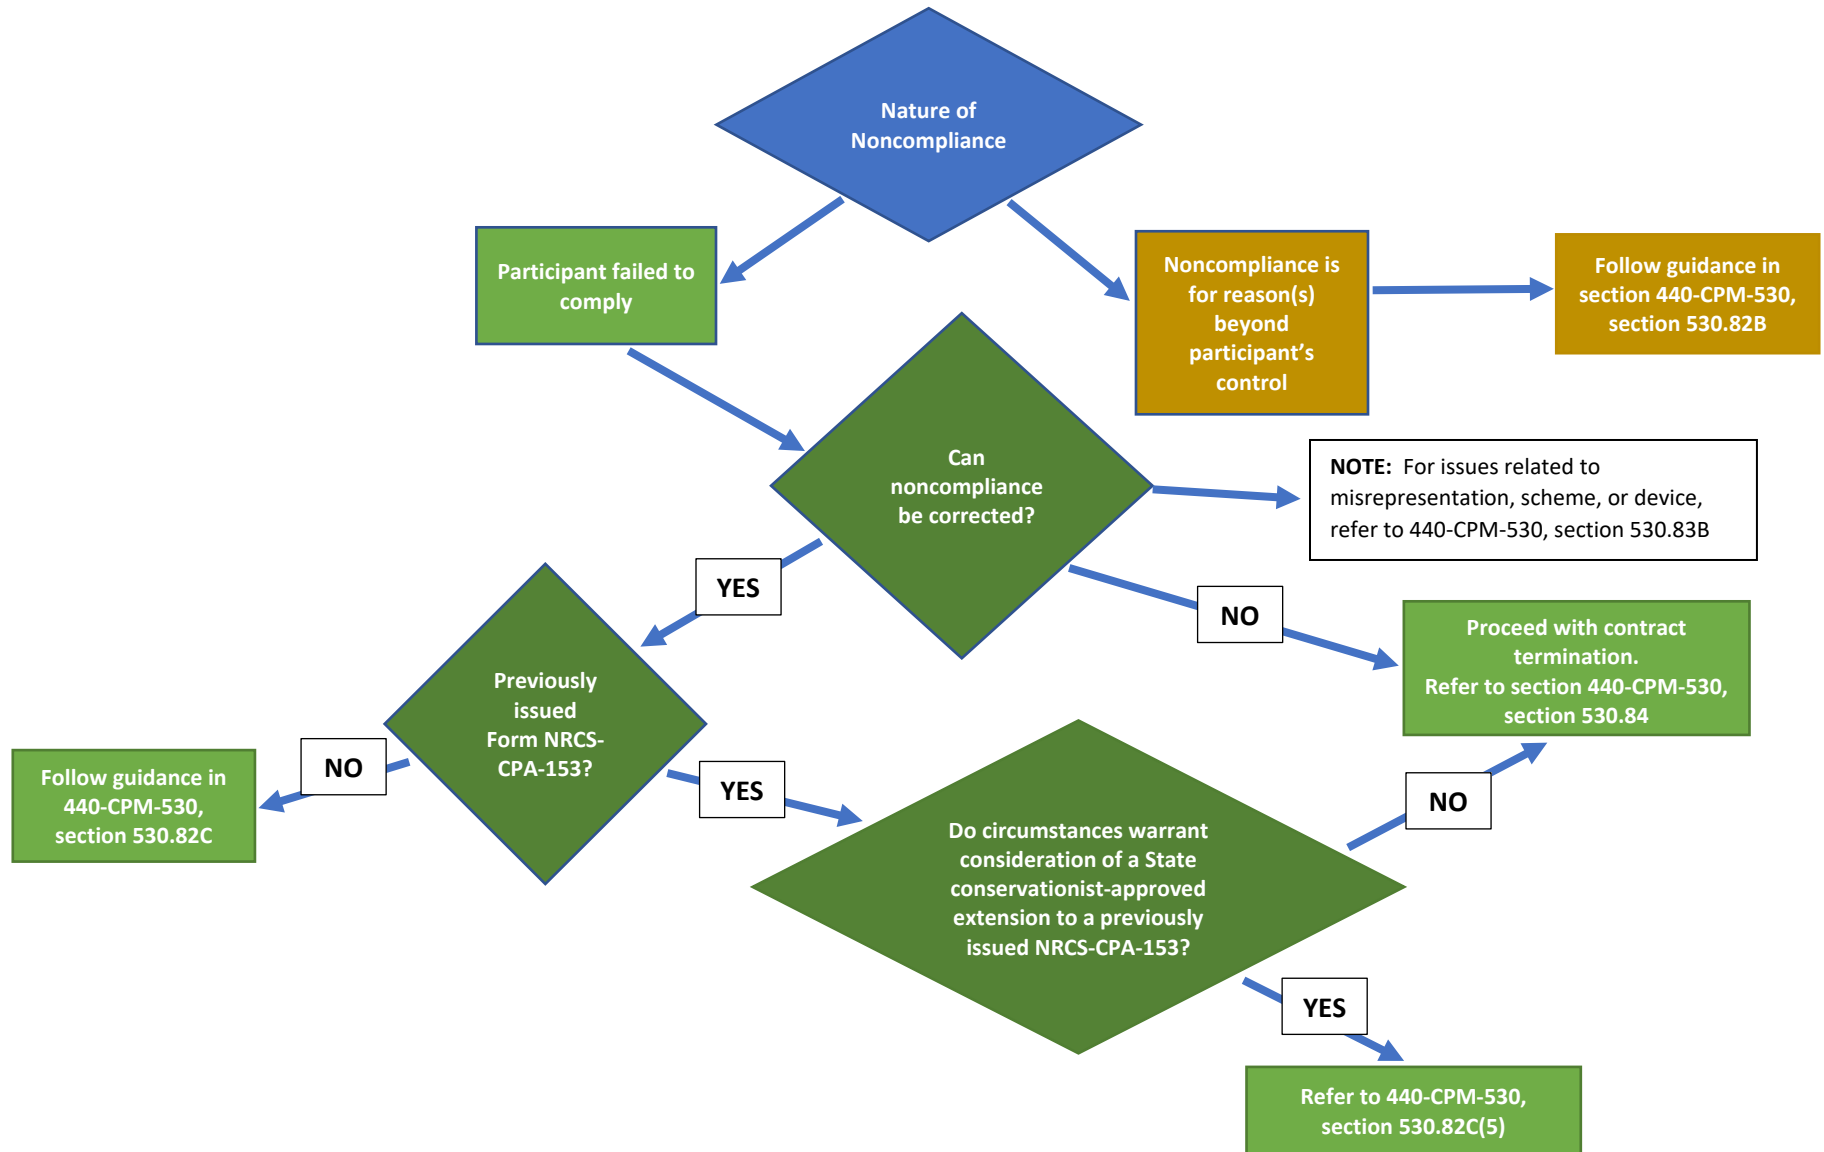 Nature of
Noncompliance
Participant failed to
comply
Noncompliance is
for reason(s)
beyond
participant’s
control
Follow guidance in
section 440-CPM-530,
section 530.82B
Can
noncompliance
be corrected?
NOTE:  For issues related to
misrepresentation, scheme, or device,
refer to 440-CPM-530, section 530.83B
YES
NO
Proceed with contract
termination.
Refer to section 440-CPM-530,
section 530.84
Previously
issued
Form NRCS-
CPA-153?
NO
Follow guidance in
440-CPM-530,
section 530.82C
YES
Do circumstances warrant
consideration of a State
conservationist-approved
extension to a previously
issued NRCS-CPA-153?
NO
YES
Refer to 440-CPM-530,
section 530.82C(5)